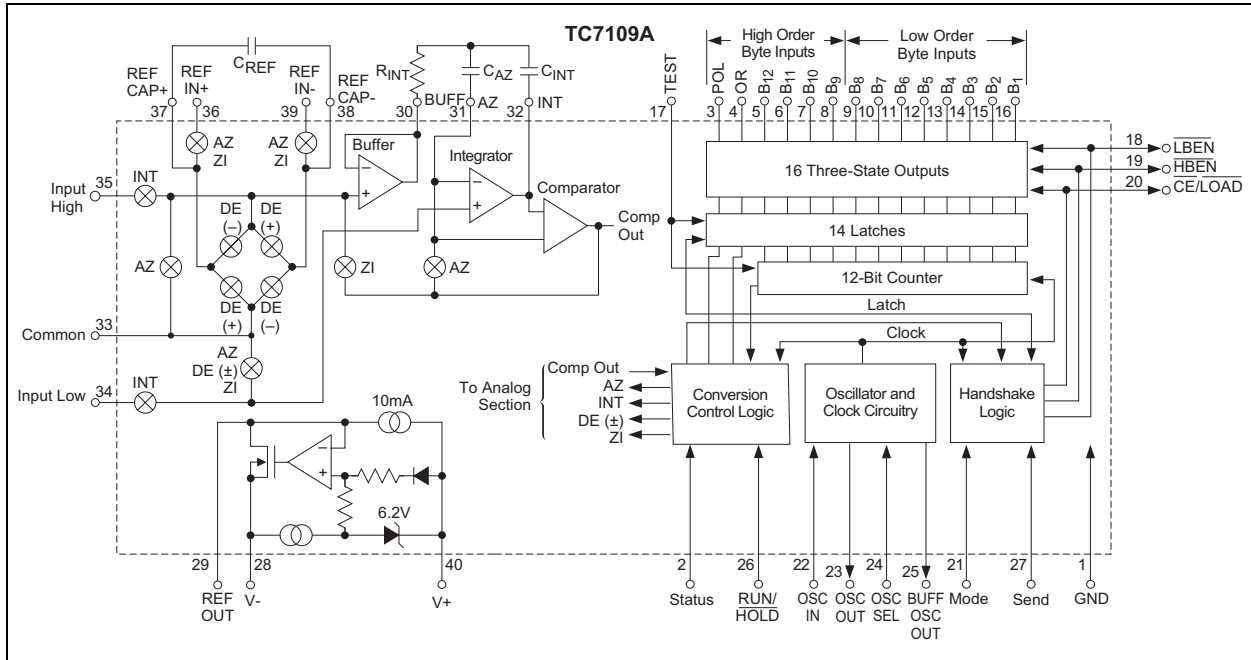 TC7109A
High Order
Byte Inputs
Low Order
Byte Inputs
CREF
REF
CAP+
REF
IN+
REF
IN-
REF
CAP-
37
36
39
38
RINT
CAZ
CINT
BUFF
AZ
INT
30
31
32
TEST
17
POL
OR
B12
B11
B10
B9
B8
B7
B6
B5
B4
B3
B2
B1
3
4
5
6
7
8
9
10
11
12
13
14
15
16
AZ
ZI
AZ
ZI
Buffer
Integrator
Comparator
Comp
Out
–
+
–
+
Input
High
35
INT
DE
(–)
DE
(+)
AZ
DE
(+)
DE
(–)
ZI
AZ
16 Three-State Outputs
14 Latches
12-Bit Counter
Latch
Clock
18
LBEN
19
HBEN
20
CE/LOAD
Common
33
AZ
DE (±)
ZI
Input Low
34
INT
To Analog
Section
Comp Out
AZ
INT
DE (±)
ZI
Conversion
Control Logic
Oscillator and
Clock Circuitry
Handshake
Logic
10mA
–
+
6.2V
29
28
40
REF
OUT
V-
V+
2
26
22
23
24
25
21
27
1
Status
RUN/
HOLD
OSC
IN
OSC
OUT
OSC
SEL
BUFF
OSC
OUT
Mode
Send
GND